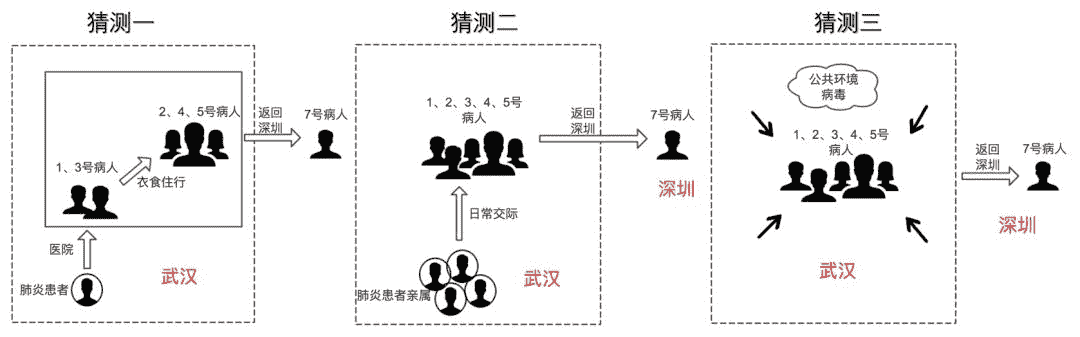 猜测一
2、4、5号病人
返回
深圳
7号病人
1、3号病人
衣食住行
医院
武汉
肺炎患者
猜测二
1、2、3、4、5号
病人
返回
深圳
7号病人
深圳
日常交际
武汉
肺炎患者亲属
猜测三
公共环境
病毒
1、2、3、4、5号
病人
返回
深圳
7号病人
深圳
武汉